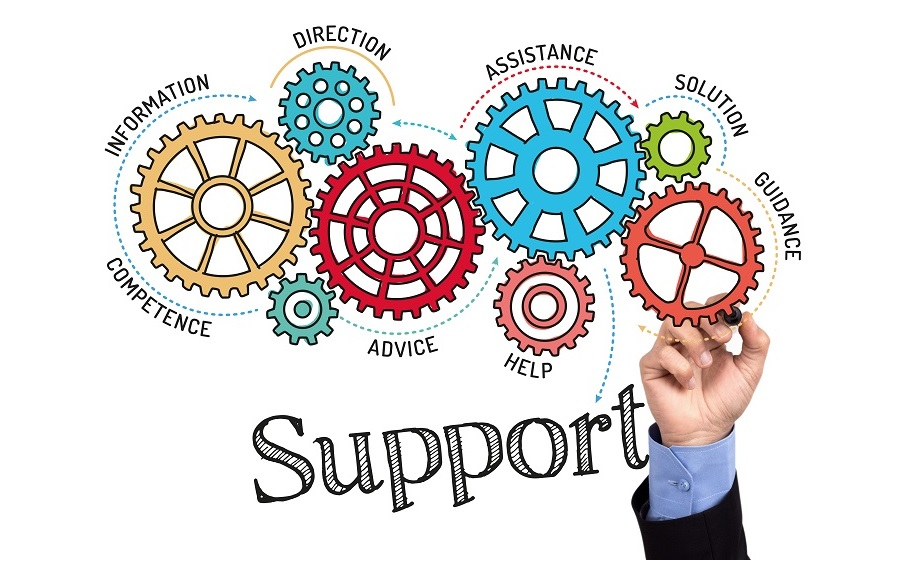 DIRECTION
ASSISTANCE
INFORMATION
SOLUTION
GUIDANCE
COMPETENCE
ADVICE
HELP
Support